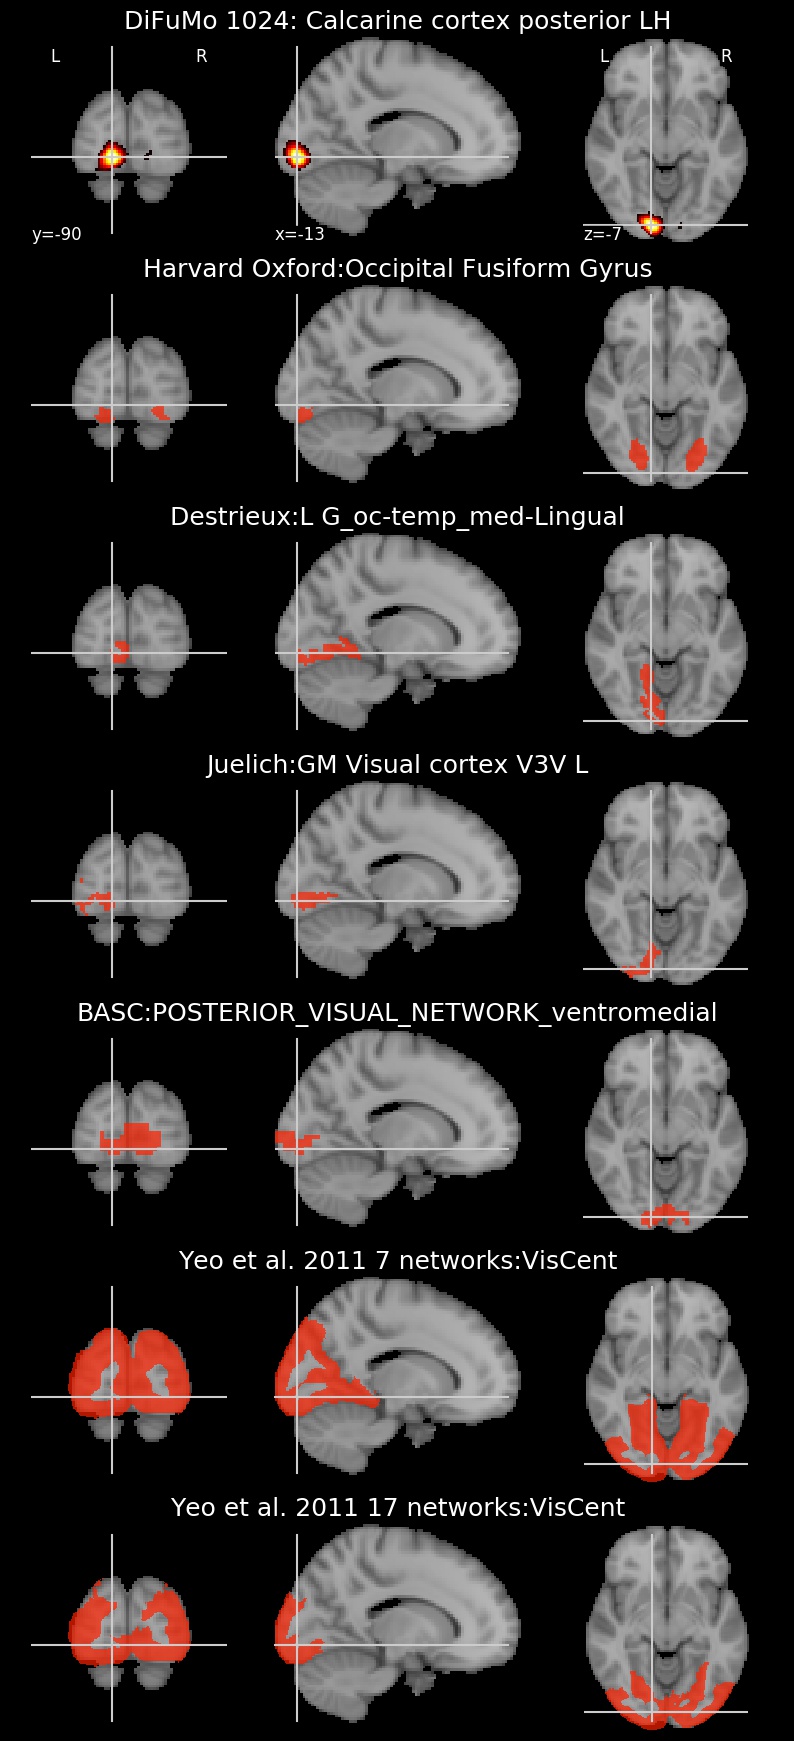 DiFuMo 1024: Calcarine cortex posterior LH
L R L R
y=-90 x=-13 z=-7
Harvard Oxford:Occipital Fusiform Gyrus
Destrieux:L G_oc-temp_med-Lingual
Juelich:GM Visual cortex V3V L
BASC:POSTERIOR_VISUAL_NETWORK_ventromedial
Yeo et al. 2011 7 networks:VisCent
Yeo et al. 2011 17 networks:VisCent